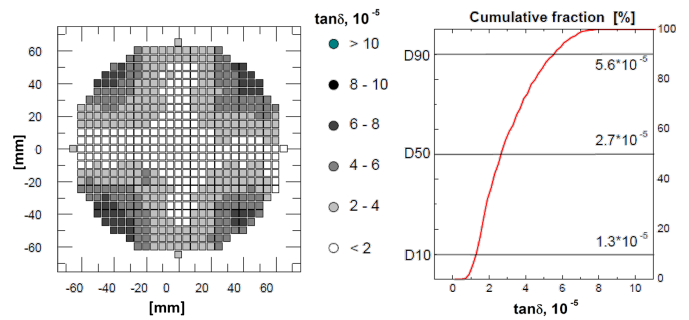 tanδ, 10⁻⁵
> 10
8 - 10
6 - 8
4 - 6
2 - 4
< 2
60
40
20
0
-20
-40
-60
[mm]
-60 -40 -20 0 20 40 60
[mm]
Cumulative fraction [%]
D90
D50
D10
5.6*10⁻⁵
2.7*10⁻⁵
1.3*10⁻⁵
100
80
60
40
20
0
0 2 4 6 8 10
tanδ, 10⁻⁵